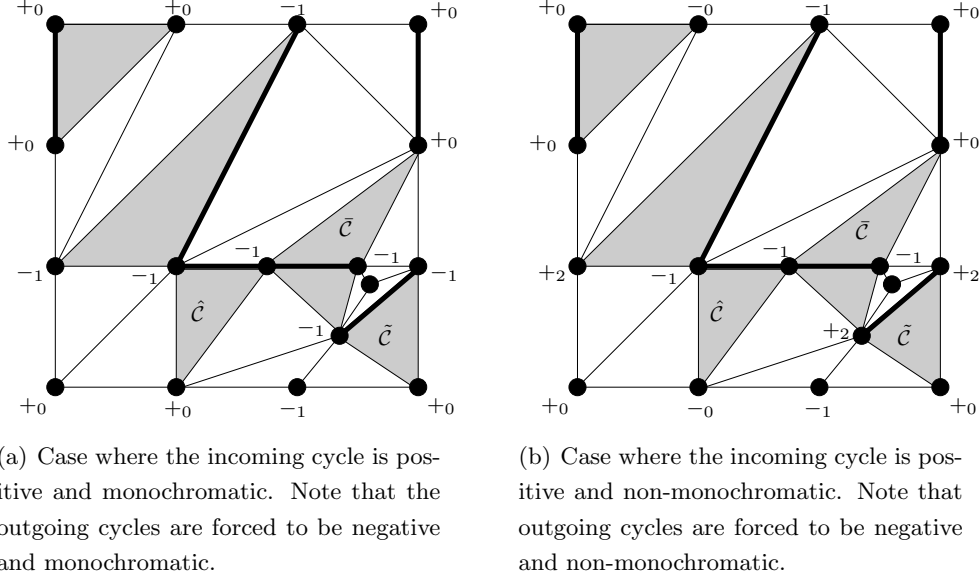 +0 +0 −1 +0 −0 −1 +0
+0 +0 +0 +0
C̄ C̄
−1 −1 −1 −1 −1 +2 −1 −1 −1 +2
Ĉ Ĉ
−1 C̃ +2 C̃
+0 +0 −1 +0 +0 −0 −1 +0
(a) Case where the incoming cycle is pos-
itive and monochromatic. Note that the
outgoing cycles are forced to be negative
and monochromatic.
(b) Case where the incoming cycle is pos-
itive and non-monochromatic. Note that
outgoing cycles are forced to be negative
and non-monochromatic.